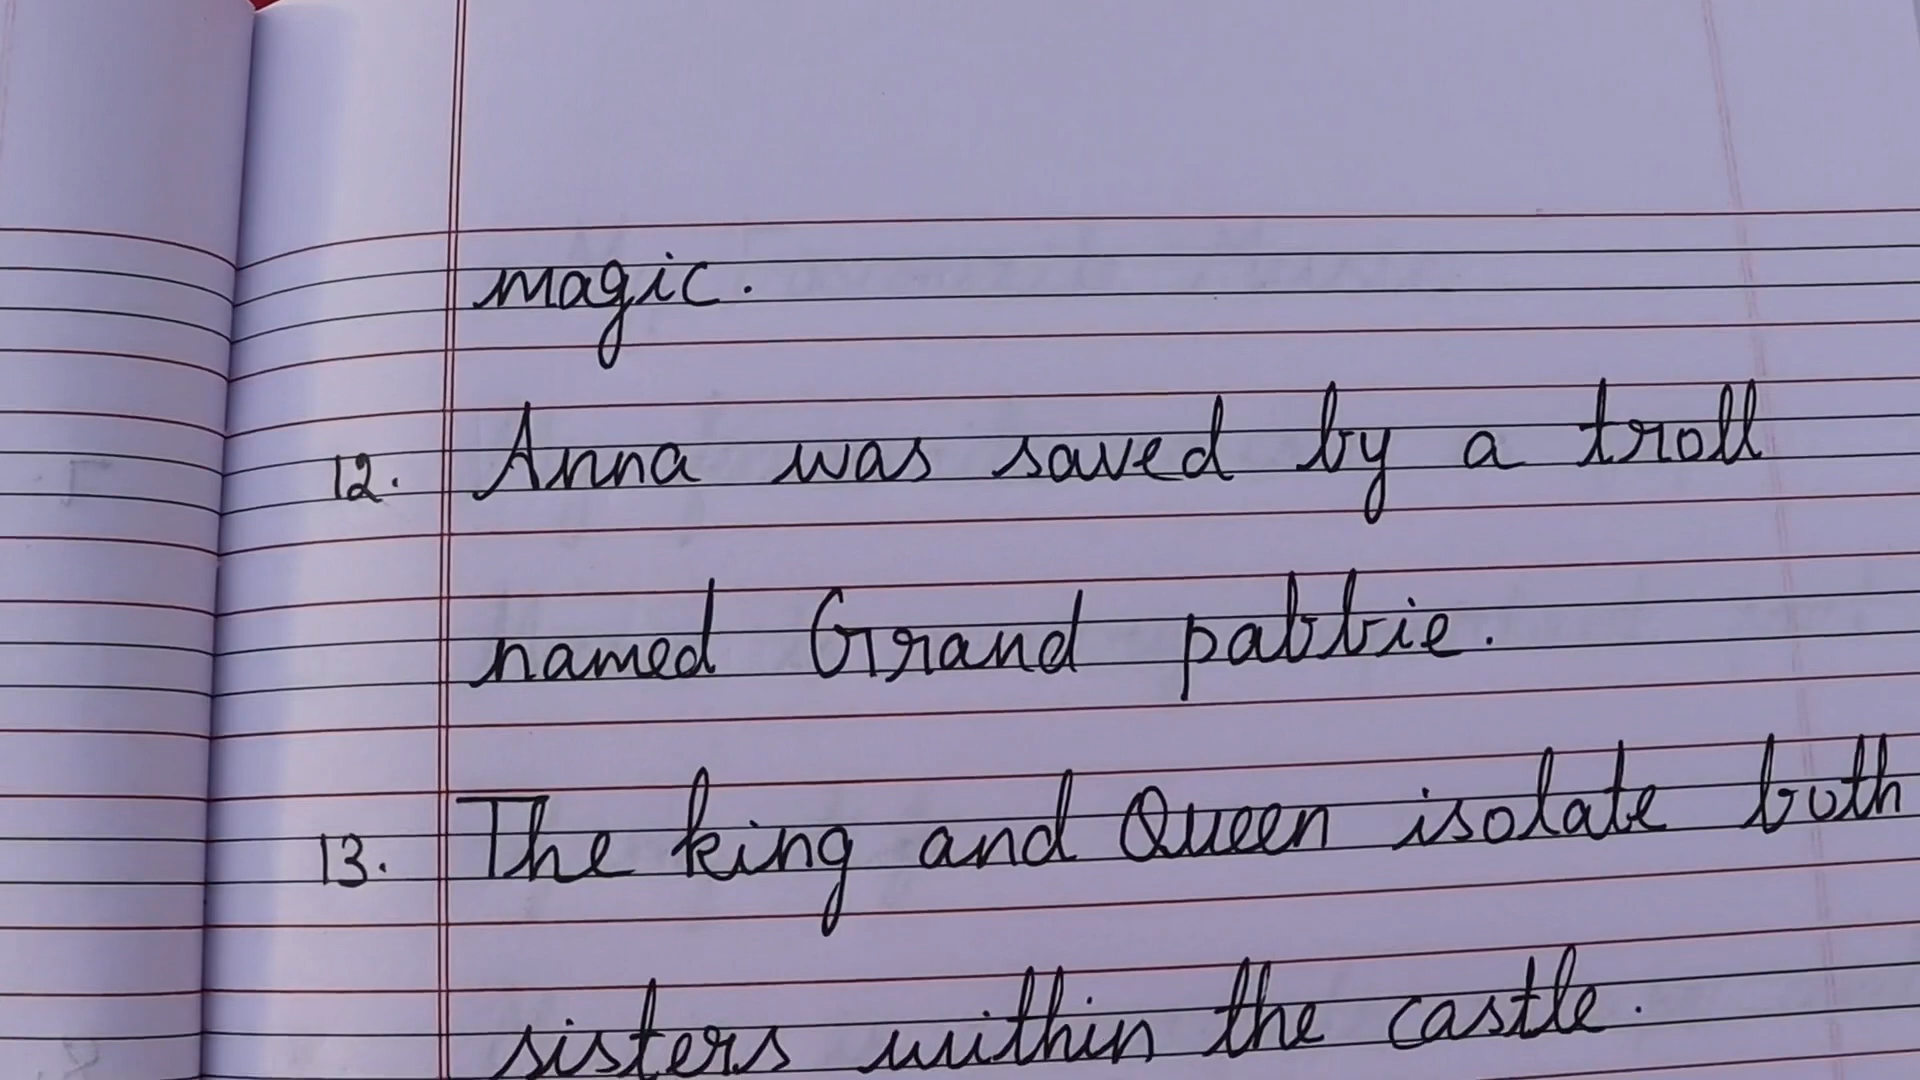 magic.
12. Anna was saved by a troll
named Grand pabbie.
13. The king and Queen isolate both
sisters within the castle.